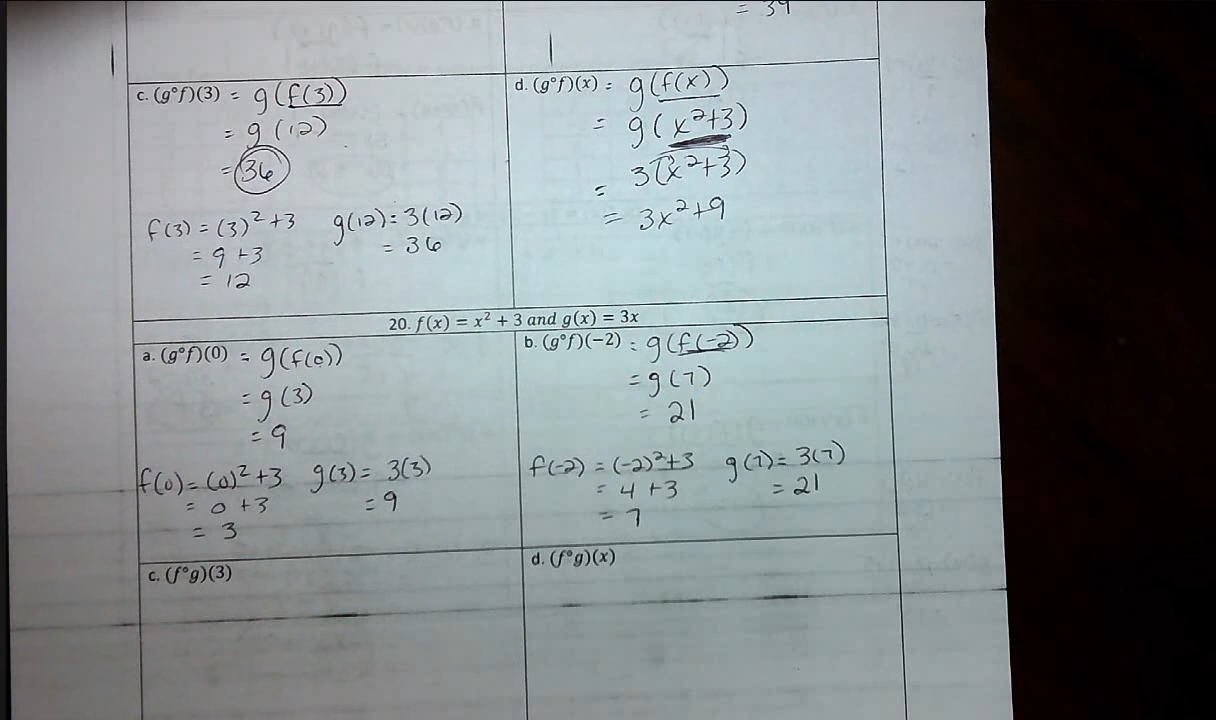 = 39
c. (g°f)(3) = g(f(3))
= g(12)
= 36
f(3) = (3)² + 3 g(12) = 3(12)
= 9 + 3 = 36
= 12
d. (g°f)(x) = g(f(x))
= g(x²+3)
= 3(x²+3)
= 3x²+9
20. f(x) = x² + 3 and g(x) = 3x
a. (g°f)(0) = g(f(0))
= g(3)
= 9
f(0) = (0)² + 3 g(3) = 3(3)
= 0 + 3 = 9
= 3
b. (g°f)(−2) = g(f(-2))
= g(7)
= 21
f(-2) = (-2)²+3 g(7) = 3(7)
= 4 + 3 = 21
= 7
c. (f°g)(3)
d. (f°g)(x)